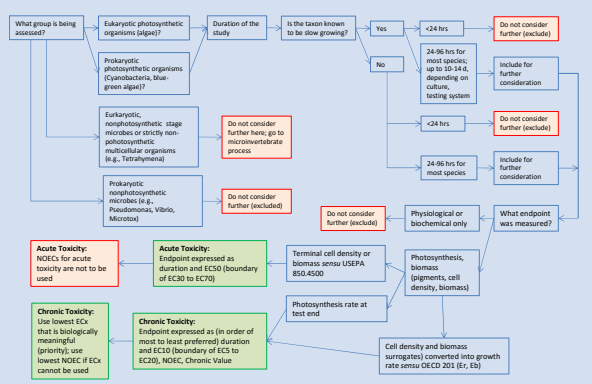 What group is being
assessed?
Eukaryotic photosynthetic
organisms (algae)?
Duration of the
study
Is the taxon known
to be slow growing?
Yes
<24 hrs
Do not consider
further (exclude)
Prokaryotic
photosynthetic organisms
(Cyanobacteria, blue-
green algae)?
No
24-96 hrs for
most species;
up to 10-14 d,
depending on
culture,
testing system
Include for
further
consideration
Eurkaryotic,
nonphotosynthetic stage
microbes or strictly non-
potosynthetic
multicellular organisms
(e.g., Tetrahymena)
Do not consider
further here; go to
microinvertebrate
process
<24 hrs
Do not consider
further (exclude)
24-96 hrs for
most species
Include for
further
consideration
Prokaryotic
nonphotosynthetic
microbes (e.g.,
Pseudomonas, Vibrio,
Microtox)
Do not consider
further (excluded)
Do not consider
further (exclude)
Physiological or
biochemical only
What endpoint
was measured?
Acute Toxicity:
NOECs for acute
toxicity are not to be
used
Acute Toxicity:
Endpoint expressed as
duration and EC50 (boundary
of EC30 to EC70)
Terminal cell density or
biomass sensu USEPA
850.4500
Photosynthesis,
biomass
(pigments, cell
density, biomass)
Photosynthesis rate at
test end
Chronic Toxicity:
Use lowest ECx
that is biologically
meaningful
(priority); use
lowest NOEC if ECx
cannot be used
Chronic Toxicity:
Endpoint expressed as (in order of
most to least preferred) duration
and EC10 (boundary of EC5 to
EC20), NOEC, Chronic Value
Cell density and biomass
surrogates) converted into growth
rate sensu OECD 201 (Er, Eb)